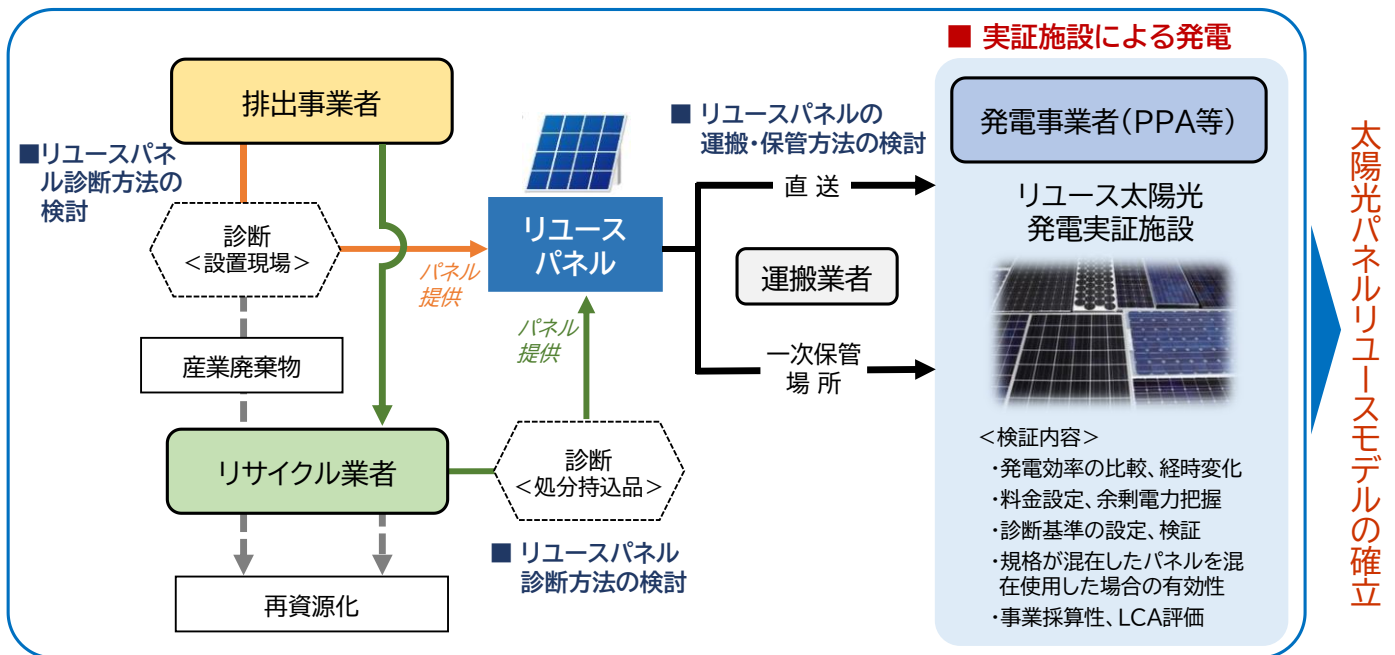 ■ 実証施設による発電
排出事業者
■リユースパネ
ル診断方法の
検討
診断
＜設置現場＞
パネル
提供
産業廃棄物
リサイクル業者
診断
＜処分持込品＞
パネル
提供
■ リユースパネル
診断方法の検討
再資源化
リユース
パネル
■ リユースパネルの
運搬・保管方法の検討
直 送
運搬業者
一次保管
場 所
発電事業者（PPA等）
リユース太陽光
発電実証施設
＜検証内容＞
・発電効率の比較、経時変化
・料金設定、余剰電力把握
・診断基準の設定、検証
・規格が混在したパネルを混
在使用した場合の有効性
・事業採算性、LCA評価
太陽光パネルリユースモデルの確立